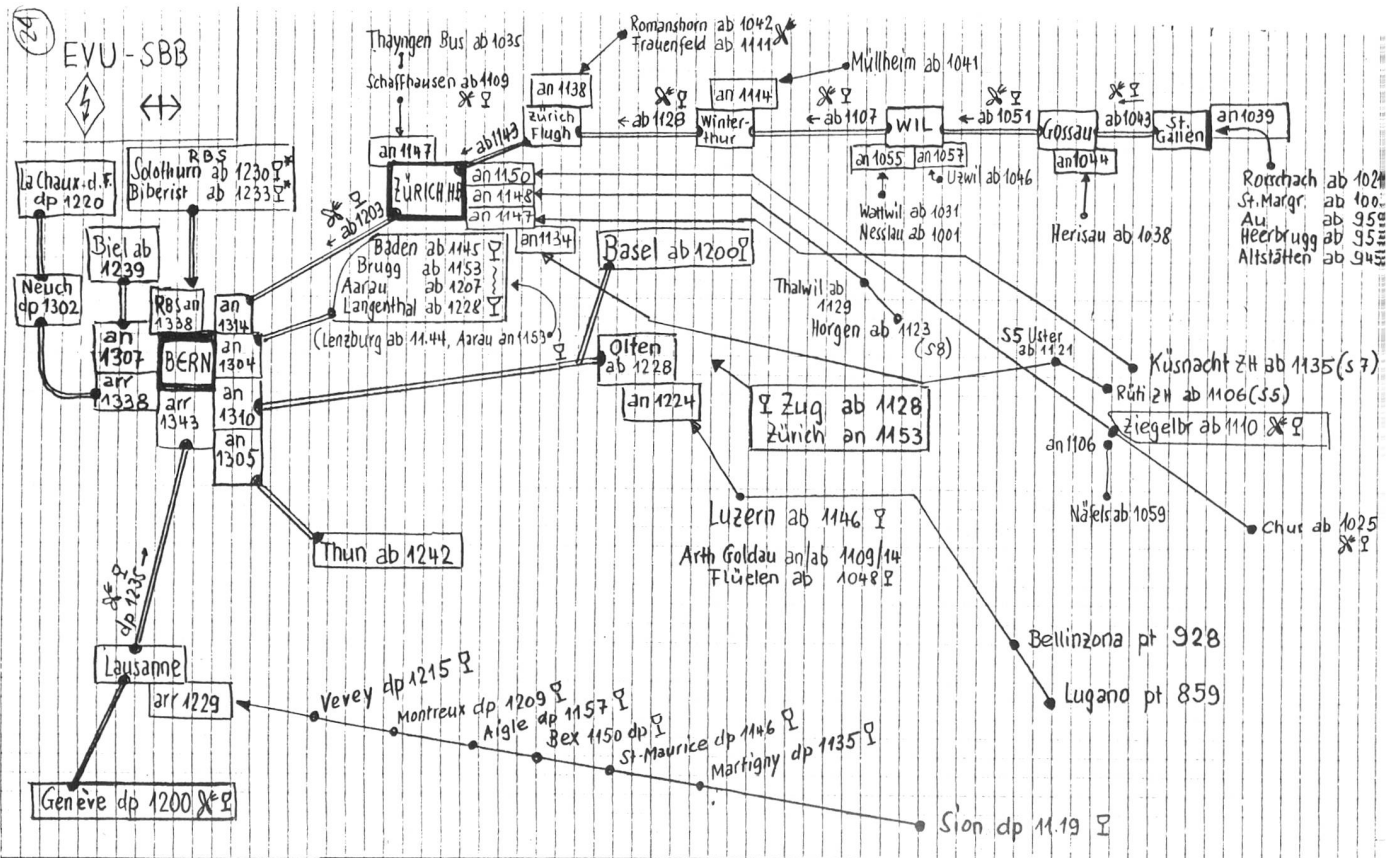 24
EVU-SBB
Thayngen Bus ab 1035
Schaffhausen ab 1109
Romanshorn ab 1042
Frauenfeld ab 1111
Müllheim ab 1041
an 1138
an 1114
an 1147
ab 1143
Zürich
Flugh
ab 1128
Winter-
thur
ab 1107
WIL
ab 1051
Gossau
ab 1043
St.
Gallen
an 1039
an 1055
an 1057
Uzwil ab 1046
an 1044
Wattwil ab 1031
Nesslau ab 1001
Herisau ab 1038
Rorschach ab
St.Margr. ab
Au ab
Heerbrugg ab
Altstätten ab
La Chaux.d.F.
dp 1220
RBS
Solothurn ab 1230 *
Biberist ab 1233 *
ZÜRICH HB
an 1150
an 1148
an 1147
an 1134
ab 1203
Biel ab
1239
Baden ab 1145
Brugg ab 1153
Aarau ab 1207
Langenthal ab 1228
(Lenzburg ab 11.44, Aarau an 1153)
Basel ab 1200
Neuch
dp 1302
RBS an
1338
an
1314
an
1307
BERN
an
1304
arr
1338
arr
1343
an
1310
an
1305
Olten
ab 1228
an 1224
Thalwil ab
1129
Horgen ab 1123
(S8)
S5 Uster
ab 1121
Küsnacht ZH ab 1135 (S7)
Rüti ZH ab 1106 (S5)
Ziegelbr ab 1110
an 1106
Näfels ab 1059
Chur ab 1025
Zug ab 1128
Zürich an 1153
Thun ab 1242
Luzern ab 1146
Arth Goldau an/ab 1109/14
Flüelen ab 1048
Bellinzona pt 928
Lugano pt 859
dp 1235
Lausanne
arr 1229
Genève dp 1200
Vevey dp 1215
Montreux dp 1209
Aigle dp 1157
Bex 1150 dp
St-Maurice dp 1146
Martigny dp 1135
Sion dp 11.19